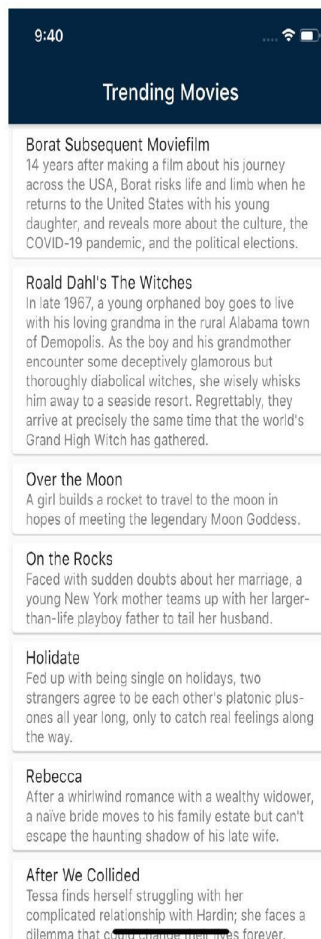 9:40
Trending Movies
Borat Subsequent Moviefilm
14 years after making a film about his journey
across the USA, Borat risks life and limb when he
returns to the United States with his young
daughter, and reveals more about the culture, the
COVID-19 pandemic, and the political elections.
Roald Dahl's The Witches
In late 1967, a young orphaned boy goes to live
with his loving grandma in the rural Alabama town
of Demopolis. As the boy and his grandmother
encounter some deceptively glamorous but
thoroughly diabolical witches, she wisely whisks
him away to a seaside resort. Regrettably, they
arrive at precisely the same time that the world's
Grand High Witch has gathered.
Over the Moon
A girl builds a rocket to travel to the moon in
hopes of meeting the legendary Moon Goddess.
On the Rocks
Faced with sudden doubts about her marriage, a
young New York mother teams up with her larger-
than-life playboy father to tail her husband.
Holidate
Fed up with being single on holidays, two
strangers agree to be each other's platonic plus-
ones all year long, only to catch real feelings along
the way.
Rebecca
After a whirlwind romance with a wealthy widower,
a naïve bride moves to his family estate but can't
escape the haunting shadow of his late wife.
After We Collided
Tessa finds herself struggling with her
complicated relationship with Hardin; she faces a
dilemma that could change their lives forever.